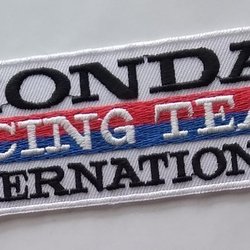 ONDA
CING TEA
ERNATION